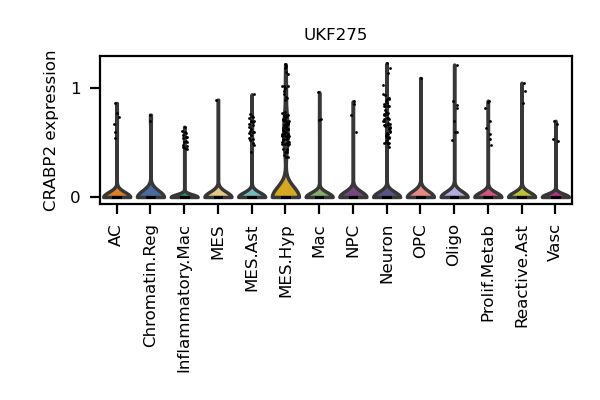 UKF275
CRABP2 expression
1
0
AC
Chromatin.Reg
Inflammatory.Mac
MES
MES.Ast
MES.Hyp
Mac
NPC
Neuron
OPC
Oligo
Prolif.Metab
Reactive.Ast
Vasc